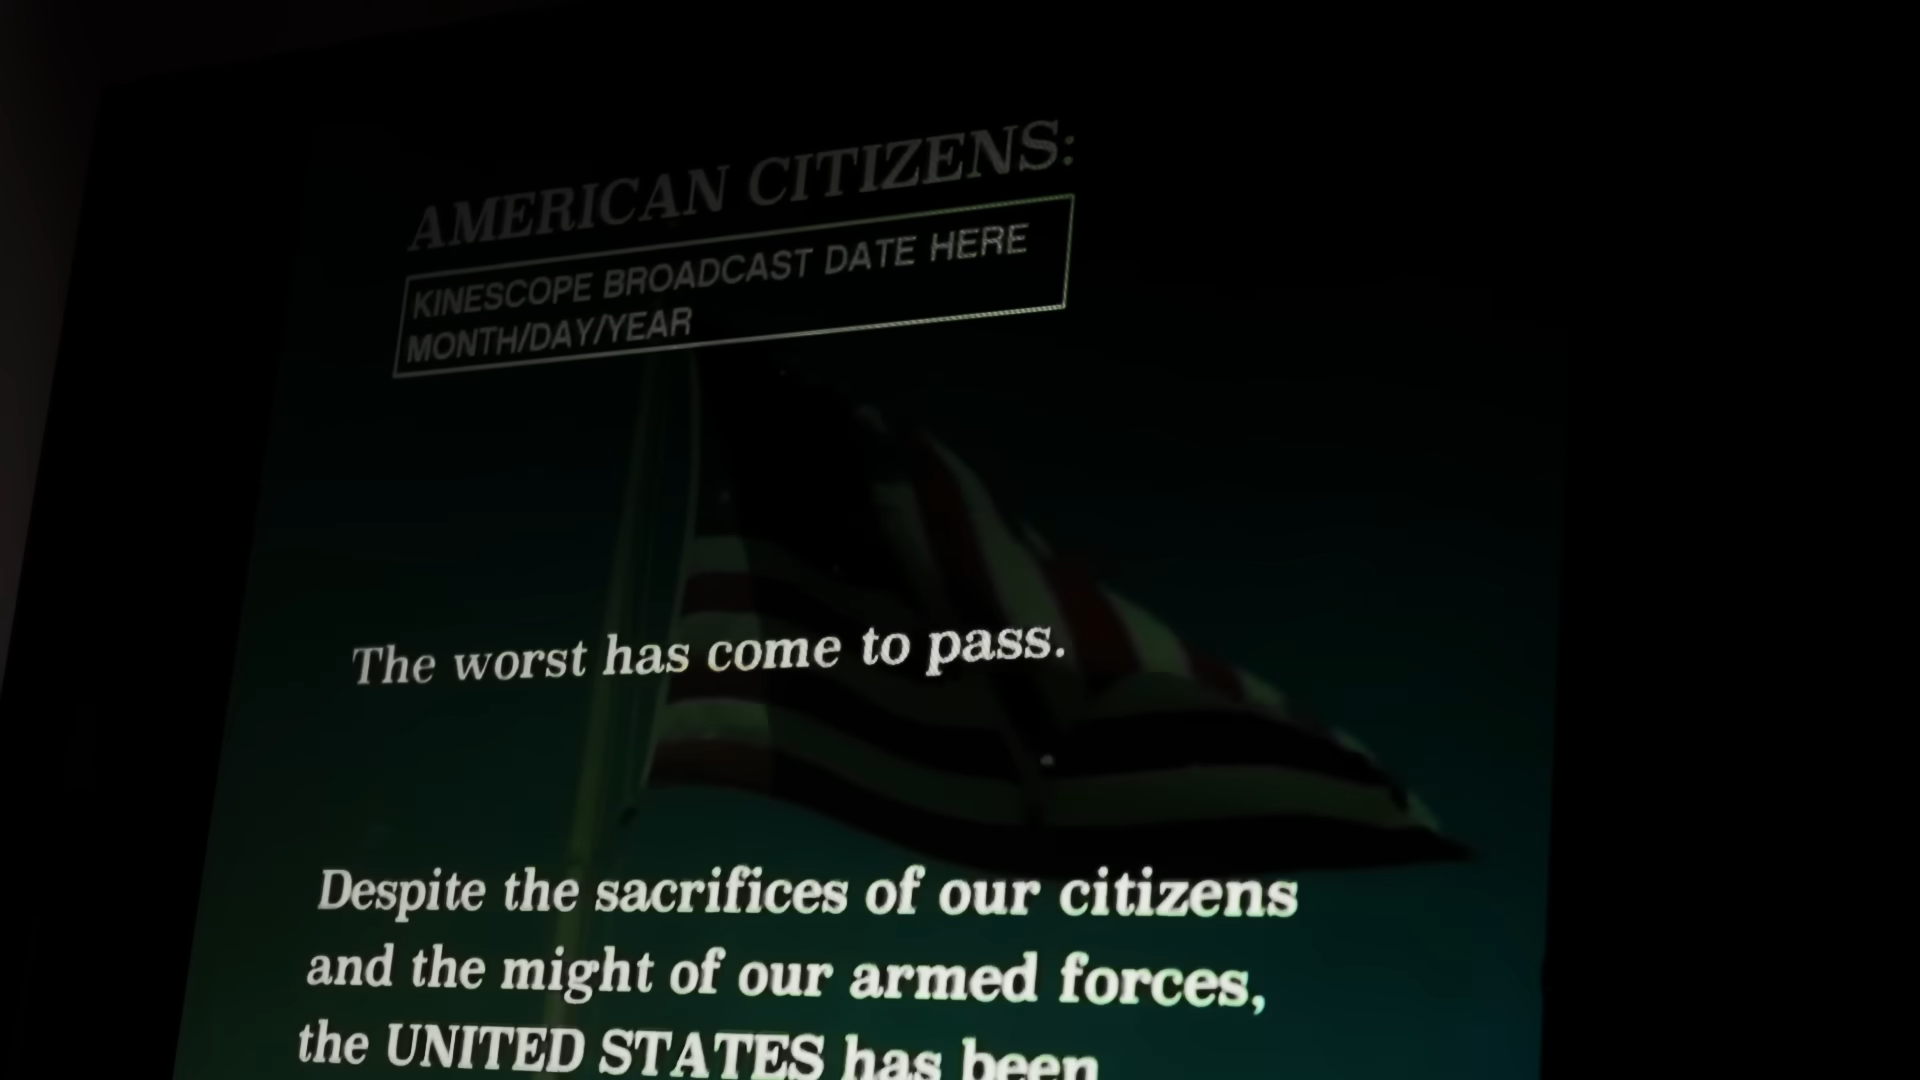 AMERICAN CITIZENS:
KINESCOPE BROADCAST DATE HERE
MONTH/DAY/YEAR
The worst has come to pass.
Despite the sacrifices of our citizens
and the might of our armed forces,
the UNITED STATES has been